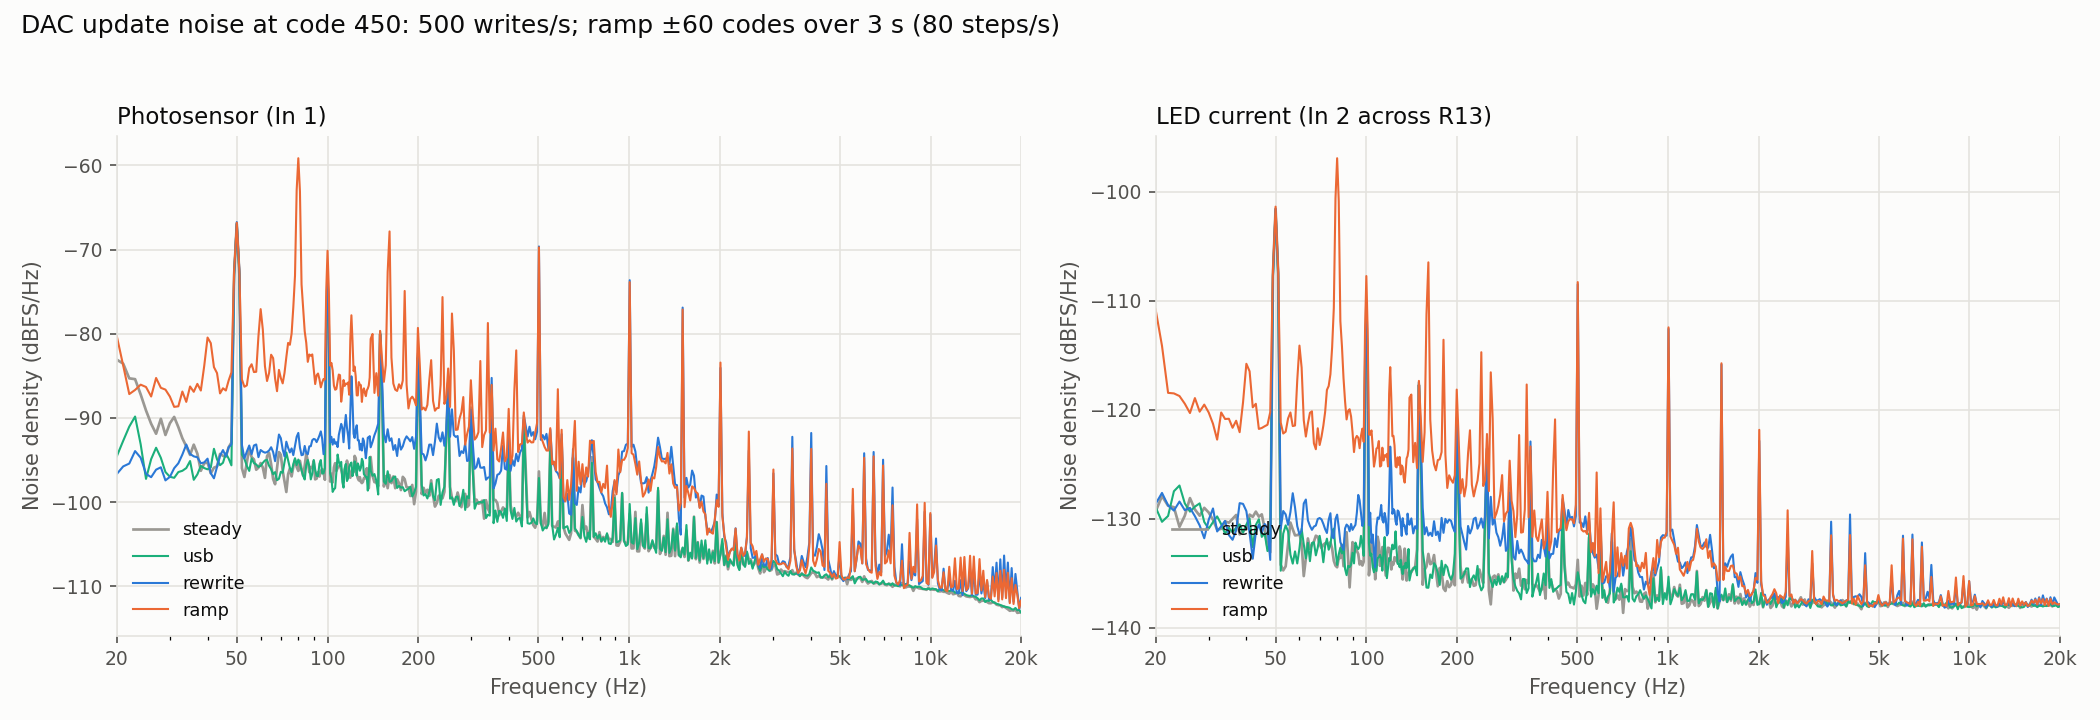 DAC update noise at code 450: 500 writes/s; ramp ±60 codes over 3 s (80 steps/s)
Photosensor (In 1)
Noise density (dBFS/Hz)
−60
−70
−80
−90
−100
−110
steady
usb
rewrite
ramp
20 50 100 200 500 1k 2k 5k 10k 20k
Frequency (Hz)
LED current (In 2 across R13)
Noise density (dBFS/Hz)
−100
−110
−120
−130
−140
steady
usb
rewrite
ramp
20 50 100 200 500 1k 2k 5k 10k 20k
Frequency (Hz)